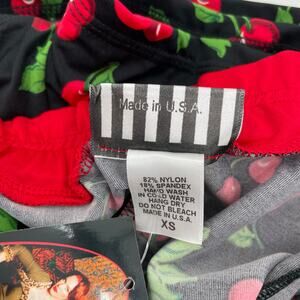 Made in U.S.A.
82% NYLON
18% SPANDEX
HAND WASH
IN COLD WATER
HANG DRY
DO NOT BLEACH
MADE IN U.S.A.
XS